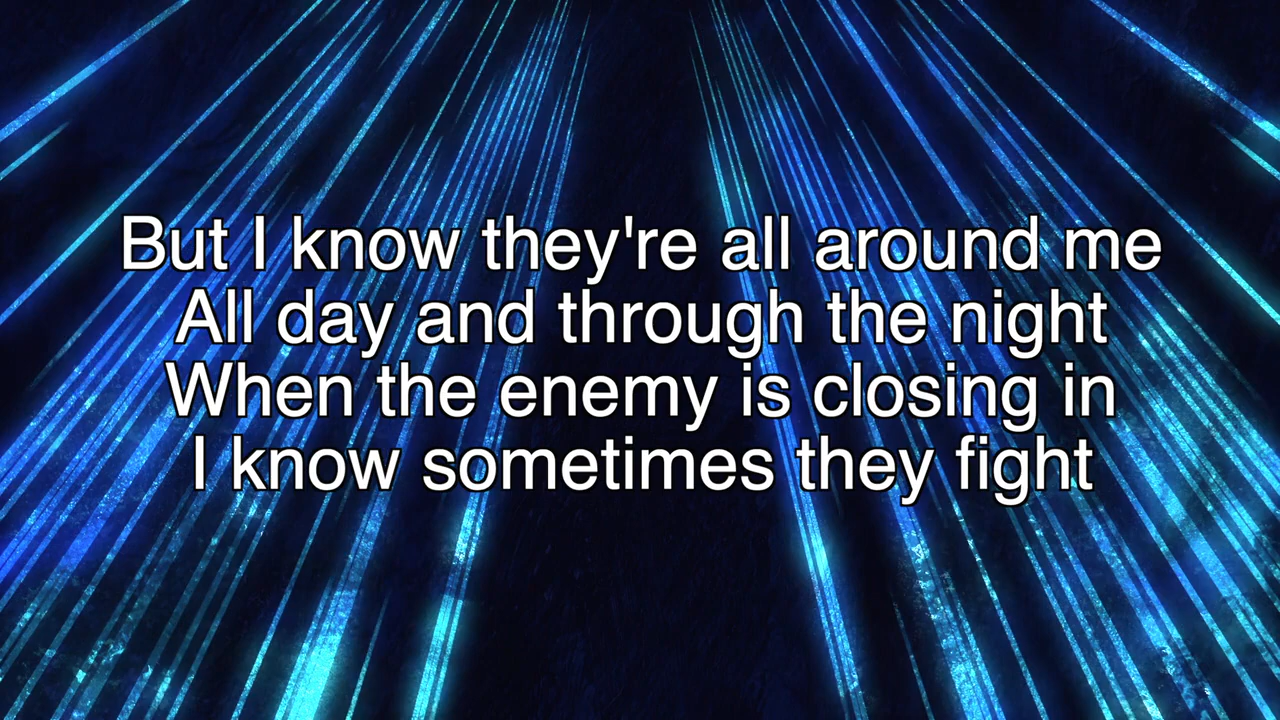 But I know they're all around me
All day and through the night
When the enemy is closing in
I know sometimes they fight